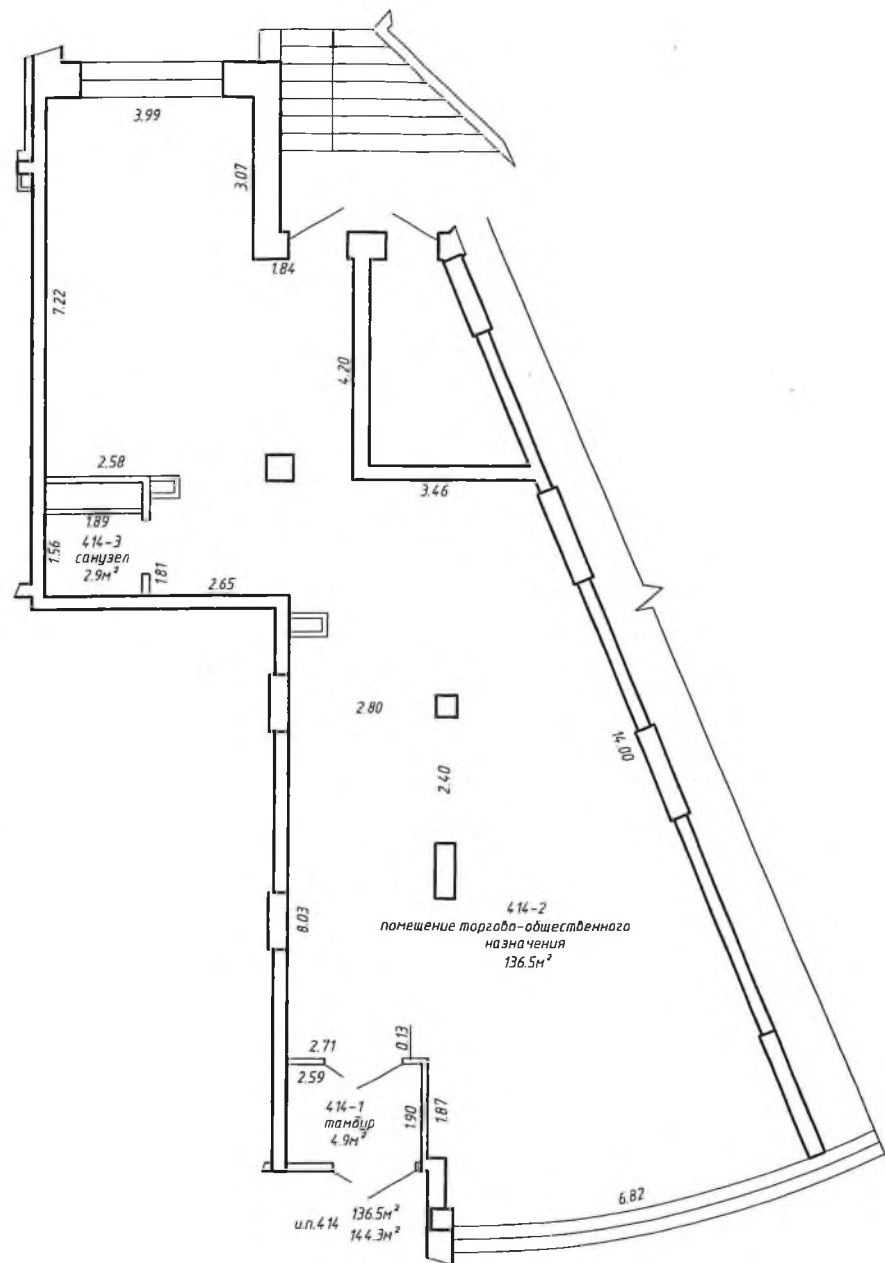 3.99
3.07
1.84
7.22
4.20
2.58
3.46
1.89
414-3
санузел
2.9м²
1.56
1.81
2.65
2.80
2.40
14.00
8.03
414-2
помещение торгово-общественного
назначения
136.5м²
0.13
2.71
2.59
414-1
тамбур
4.9м²
1.90
1.87
6.82
и.п.414 136.5м²
144.3м²